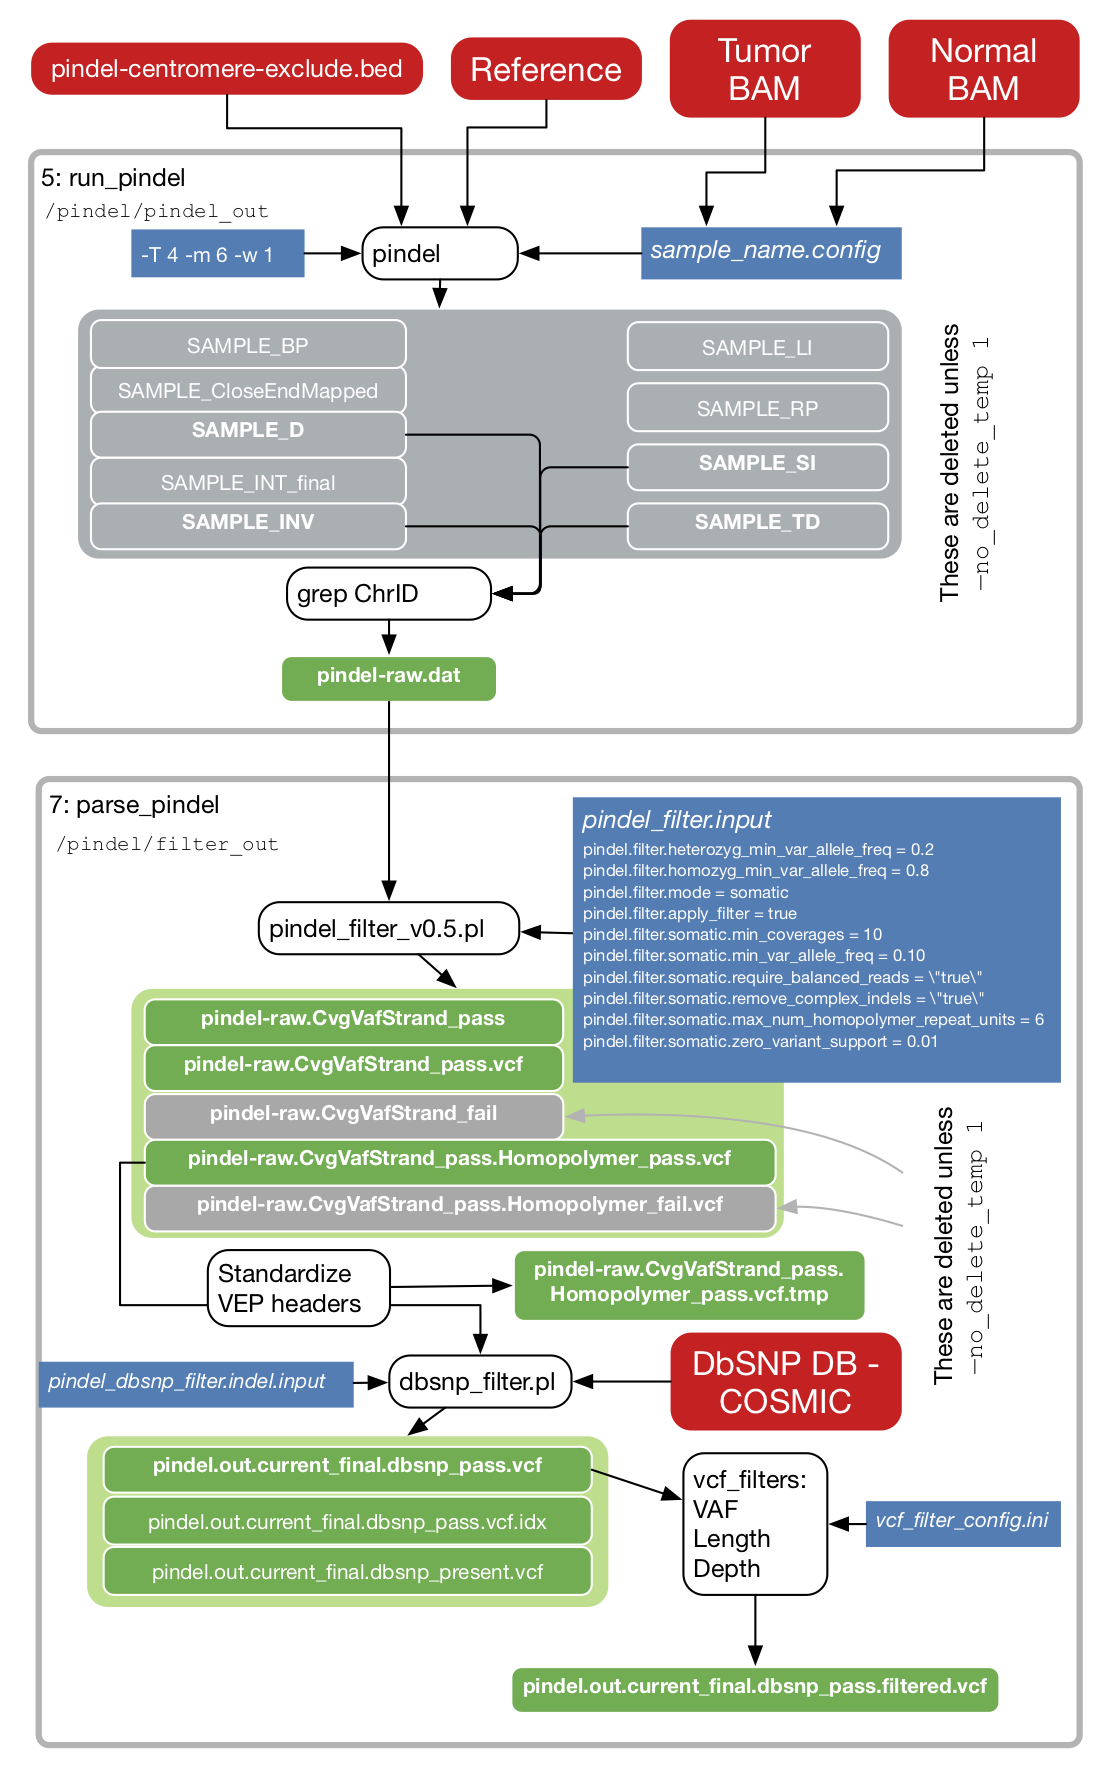 pindel-centromere-exclude.bed
Reference
Tumor
BAM
Normal
BAM
5: run_pindel
/pindel/pindel_out
-T 4 -m 6 -w 1
pindel
sample_name.config
SAMPLE_BP
SAMPLE_CloseEndMapped
SAMPLE_D
SAMPLE_INT_final
SAMPLE_INV
SAMPLE_LI
SAMPLE_RP
SAMPLE_SI
SAMPLE_TD
These are deleted unless
—no_delete_temp 1
grep ChrID
pindel-raw.dat
7: parse_pindel
/pindel/filter_out
pindel_filter.input
pindel.filter.heterozyg_min_var_allele_freq = 0.2
pindel.filter.homozyg_min_var_allele_freq = 0.8
pindel.filter.mode = somatic
pindel.filter.apply_filter = true
pindel.filter.somatic.min_coverages = 10
pindel.filter.somatic.min_var_allele_freq = 0.10
pindel.filter.somatic.require_balanced_reads = \"true\"
pindel.filter.somatic.remove_complex_indels = \"true\"
pindel.filter.somatic.max_num_homopolymer_repeat_units = 6
pindel.filter.somatic.zero_variant_support = 0.01
pindel_filter_v0.5.pl
pindel-raw.CvgVafStrand_pass
pindel-raw.CvgVafStrand_pass.vcf
pindel-raw.CvgVafStrand_fail
pindel-raw.CvgVafStrand_pass.Homopolymer_pass.vcf
pindel-raw.CvgVafStrand_pass.Homopolymer_fail.vcf
These are deleted unless
—no_delete_temp 1
Standardize
VEP headers
pindel-raw.CvgVafStrand_pass.
Homopolymer_pass.vcf.tmp
pindel_dbsnp_filter.indel.input
dbsnp_filter.pl
DbSNP DB -
COSMIC
pindel.out.current_final.dbsnp_pass.vcf
pindel.out.current_final.dbsnp_pass.vcf.idx
pindel.out.current_final.dbsnp_present.vcf
vcf_filters:
VAF
Length
Depth
vcf_filter_config.ini
pindel.out.current_final.dbsnp_pass.filtered.vcf